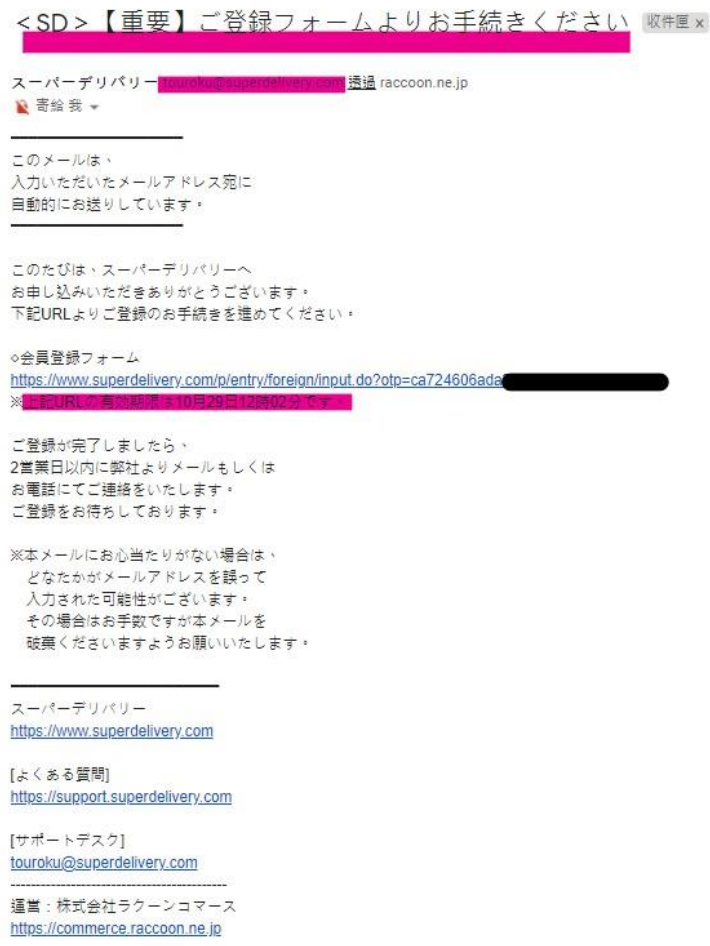 ＜SD＞【重要】ご登録フォームよりお手続きください 收件匣 x
スーパーデリバリー touroku@superdelivery.com 透過 raccoon.ne.jp
寄給 我
このメールは、
入力いただいたメールアドレス宛に
自動的にお送りしています。
このたびは、スーパーデリバリーへ
お申し込みいただきありがとうございます。
下記URLよりご登録のお手続きを進めてください。
◇会員登録フォーム
https://www.superdelivery.com/p/entry/foreign/input.do?otp=ca724606ada
※上記URLの有効期限は10月29日12時02分です。
ご登録が完了しましたら、
2営業日以内に弊社よりメールもしくは
お電話にてご連絡をいたします。
ご登録をお待ちしております。
※本メールにお心当たりがない場合は、
どなたかがメールアドレスを誤って
入力された可能性がございます。
その場合はお手数ですが本メールを
破棄くださいますようお願いいたします。
スーパーデリバリー
https://www.superdelivery.com
[よくある質問]
https://support.superdelivery.com
[サポートデスク]
touroku@superdelivery.com
------------------------------------------
運営：株式会社ラクーンコマース
https://commerce.raccoon.ne.jp